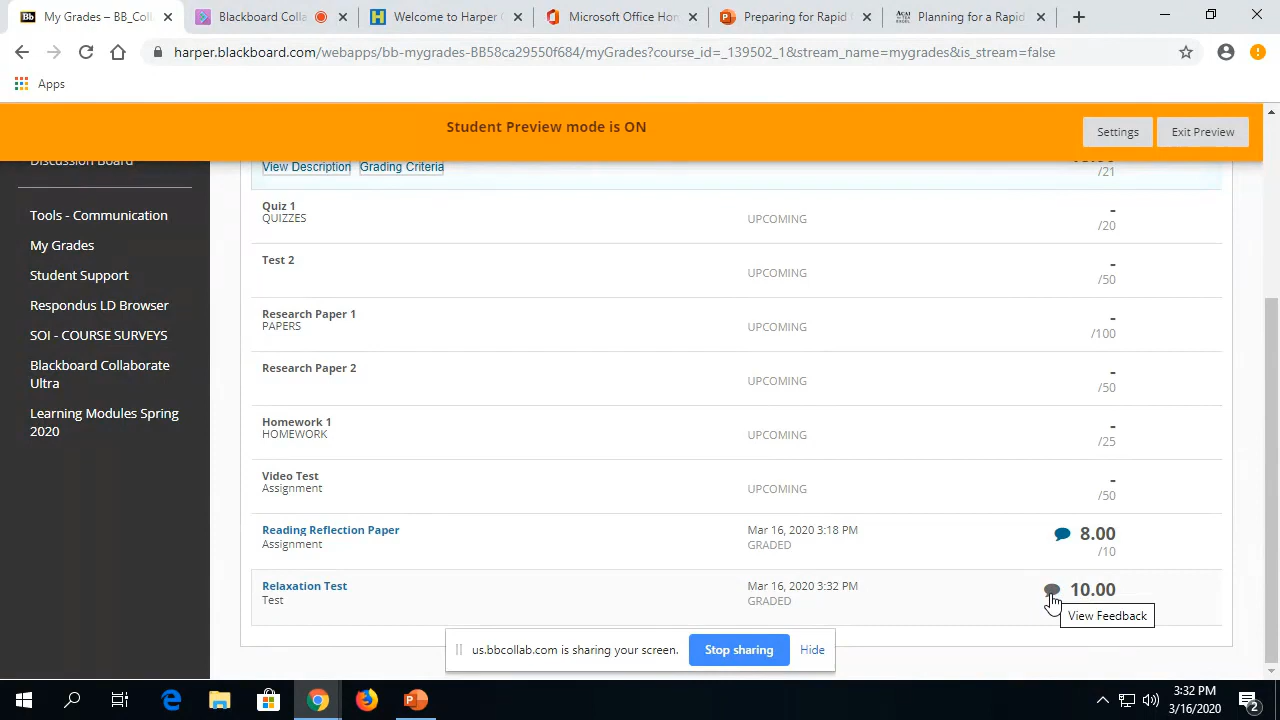 My Grades – BB_Coll
Blackboard Colla
Welcome to Harper C
Microsoft Office Hor
Preparing for Rapid
Planning for a Rapid
harper.blackboard.com/webapps/bb-mygrades-BB58ca29550f684/myGrades?course_id=_139502_1&stream_name=mygrades&is_stream=false
Apps
Student Preview mode is ON
Settings
Exit Preview
Discussion Board
Tools - Communication
My Grades
Student Support
Respondus LD Browser
SOI - COURSE SURVEYS
Blackboard Collaborate
Ultra
Learning Modules Spring
2020
View Description Grading Criteria
/21
Quiz 1
QUIZZES
UPCOMING
-
/20
Test 2
UPCOMING
-
/50
Research Paper 1
PAPERS
UPCOMING
-
/100
Research Paper 2
UPCOMING
-
/50
Homework 1
HOMEWORK
UPCOMING
-
/25
Video Test
Assignment
UPCOMING
-
/50
Reading Reflection Paper
Assignment
Mar 16, 2020 3:18 PM
GRADED
8.00
/10
Relaxation Test
Test
Mar 16, 2020 3:32 PM
GRADED
10.00
View Feedback
us.bbcollab.com is sharing your screen.
Stop sharing
Hide
3:32 PM
3/16/2020
2